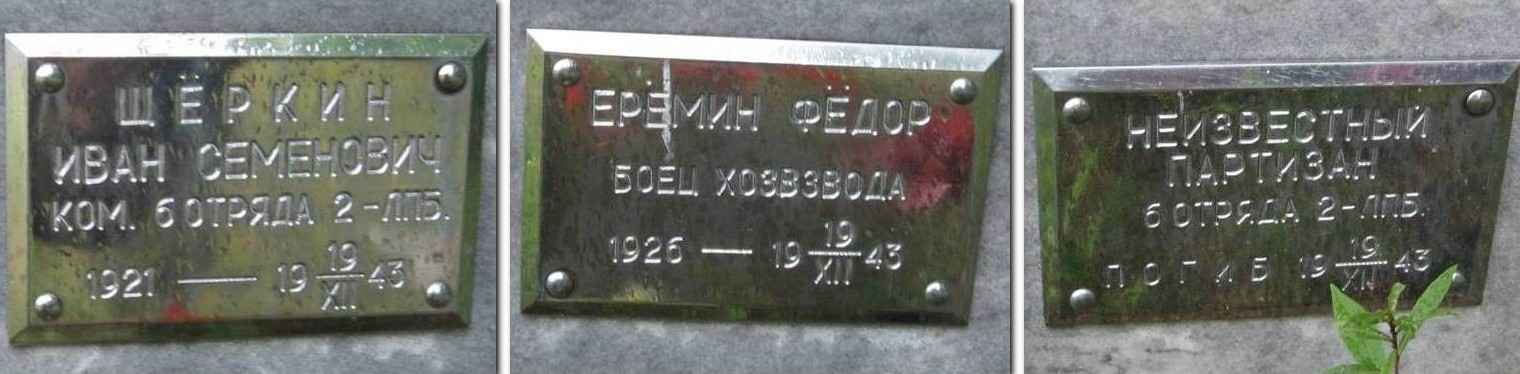 ЩЁРКИН
ИВАН СЕМЕНОВИЧ
КОМ. 6 ОТРЯДА 2-ЛПБ.
1921 — 19 19/XII 43
ЕРЁМИН ФЁДОР
БОЕЦ ХОЗВЗВОДА
1926 — 19 19/XII 43
НЕИЗВЕСТНЫЙ
ПАРТИЗАН
6 ОТРЯДА 2-ЛПБ.
ПОГИБ 19 19/XII 43